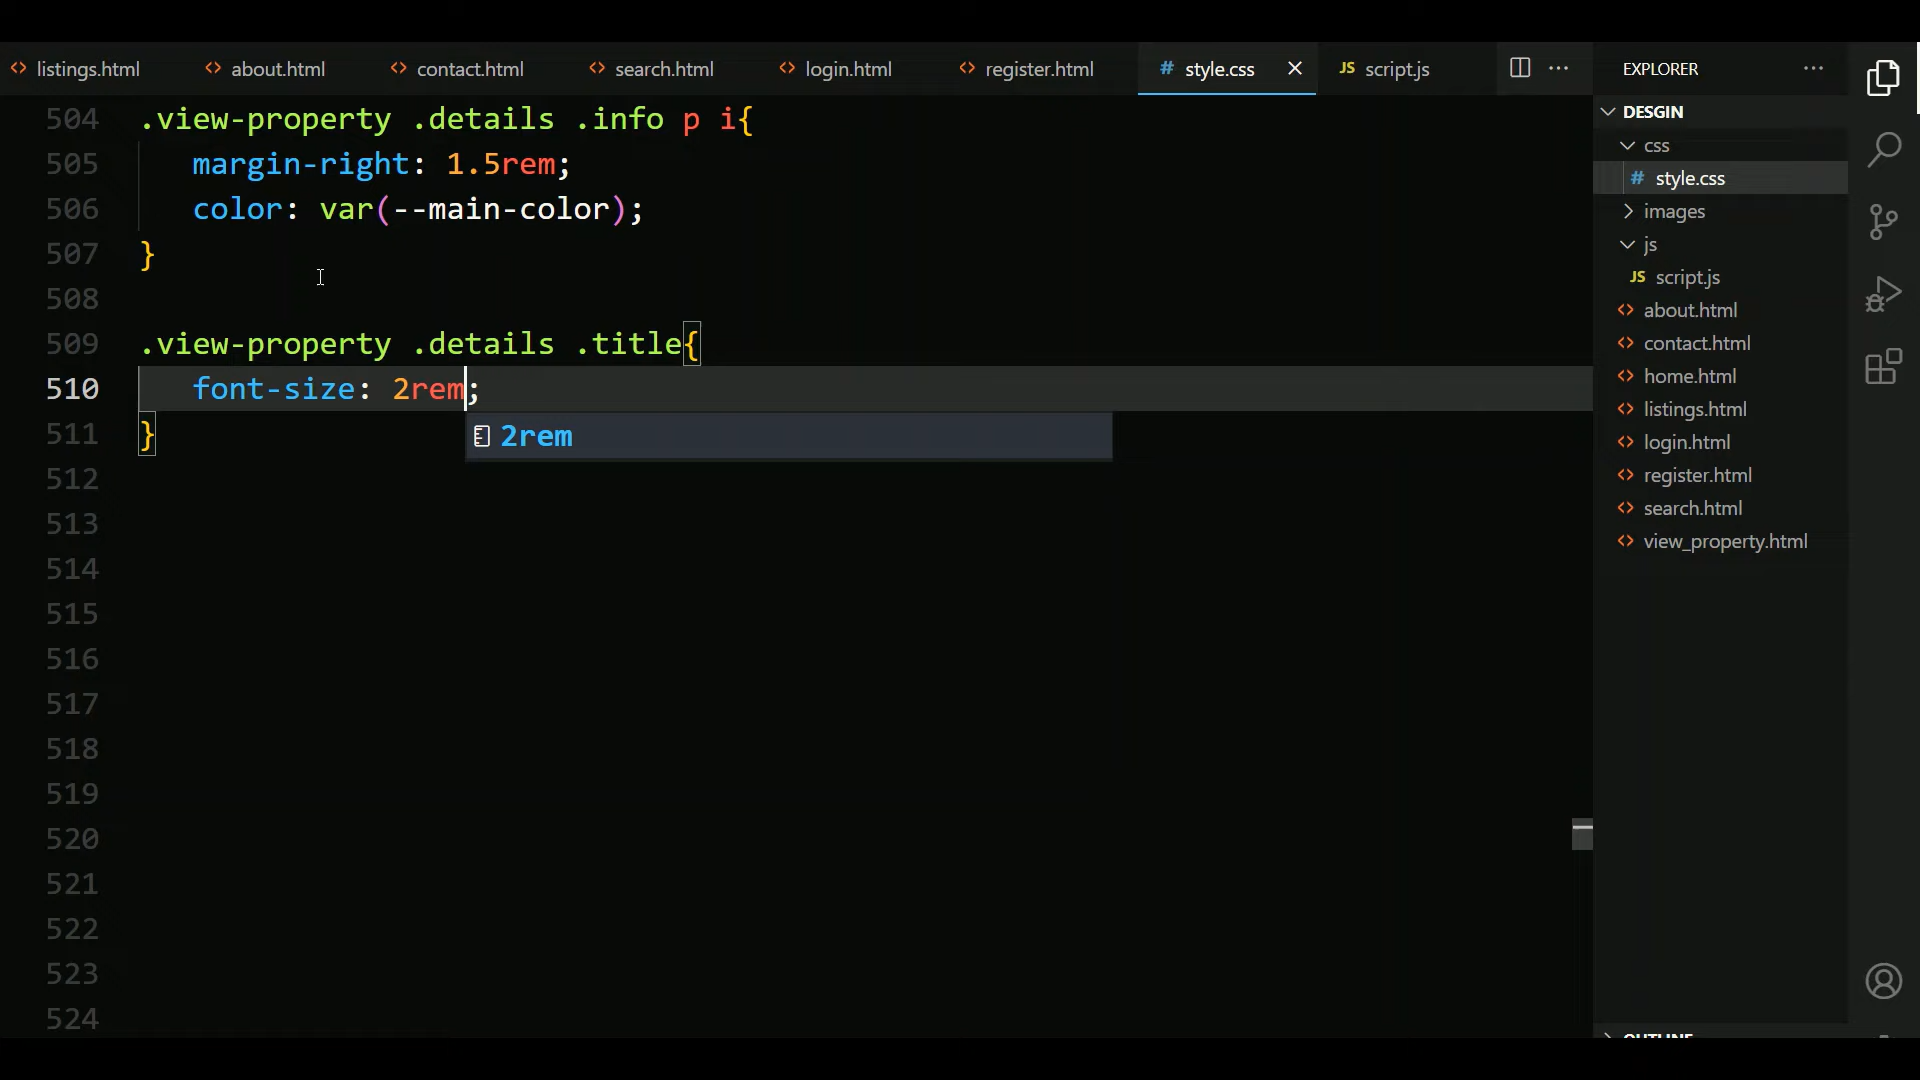 listings.html about.html contact.html search.html login.html register.html # style.css JS script.js EXPLORER
504 .view-property .details .info p i{
505 margin-right: 1.5rem;
506 color: var(--main-color);
507 }
508
509 .view-property .details .title{
510 font-size: 2rem;
511 }
2rem
512
513
514
515
516
517
518
519
520
521
522
523
524
DESGIN
css
# style.css
images
js
JS script.js
about.html
contact.html
home.html
listings.html
login.html
register.html
search.html
view_property.html
OUTLINE